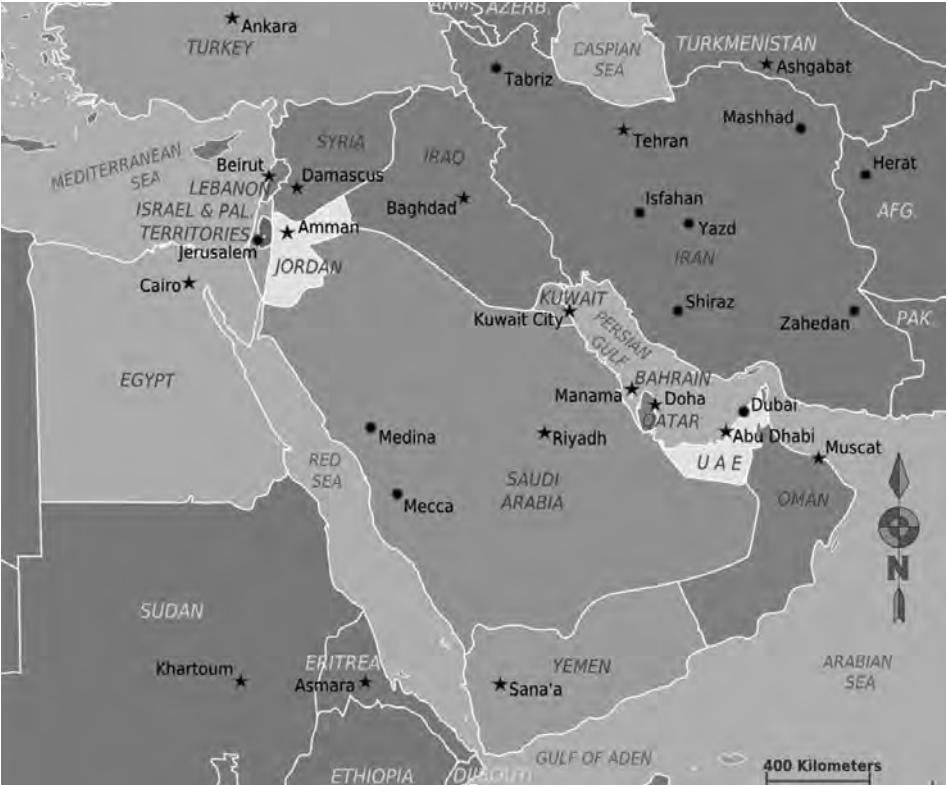 ARMS.
AZERB.
Ankara
TURKEY
CASPIAN
SEA
TURKMENISTAN
Ashgabat
Tabriz
Mashhad
Tehran
SYRIA
IRAQ
MEDITERRANEAN
SEA
Beirut
LEBANON
Damascus
Herat
Baghdad
Isfahan
Yazd
AFG.
ISRAEL & PAL.
TERRITORIES
Amman
Jerusalem
JORDAN
IRAN
Cairo
KUWAIT
Kuwait City
PERSIAN
GULF
Shiraz
Zahedan
PAK.
EGYPT
BAHRAIN
Manama
Doha
QATAR
Dubai
Abu Dhabi
Medina
Riyadh
Muscat
RED
SEA
U A E
SAUDI
ARABIA
Mecca
OMAN
N
SUDAN
Khartoum
ERITREA
Asmara
YEMEN
Sana'a
ARABIAN
SEA
GULF OF ADEN
400 Kilometers
ETHIOPIA
DJIBOUTI